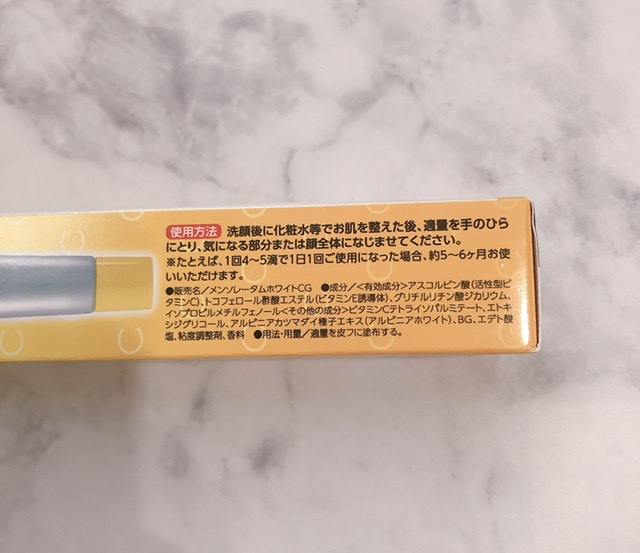 使用方法 洗顔後に化粧水等でお肌を整えた後、適量を手のひら
にとり、気になる部分または顔全体になじませてください。
※たとえば、1回4〜5滴で1日1回ご使用になった場合、約5〜6ヶ月お使
いいただけます。
●販売名／メンソレータムホワイトCG ●成分／<有効成分>アスコルビン酸(活性型ビ
タミンC)、トコフェロール酢酸エステル(ビタミンE誘導体)、グリチルリチン酸ジカリウム、
イソプロピルメチルフェノール<その他の成分>ビタミンCテトライソパルミテート、エトキ
シジグリコール、アルピニアカツマダイ種子エキス(アルピニアホワイト)、BG、エデト酸
塩、粘度調整剤、香料 ●用法・用量／適量を皮フに塗布する。